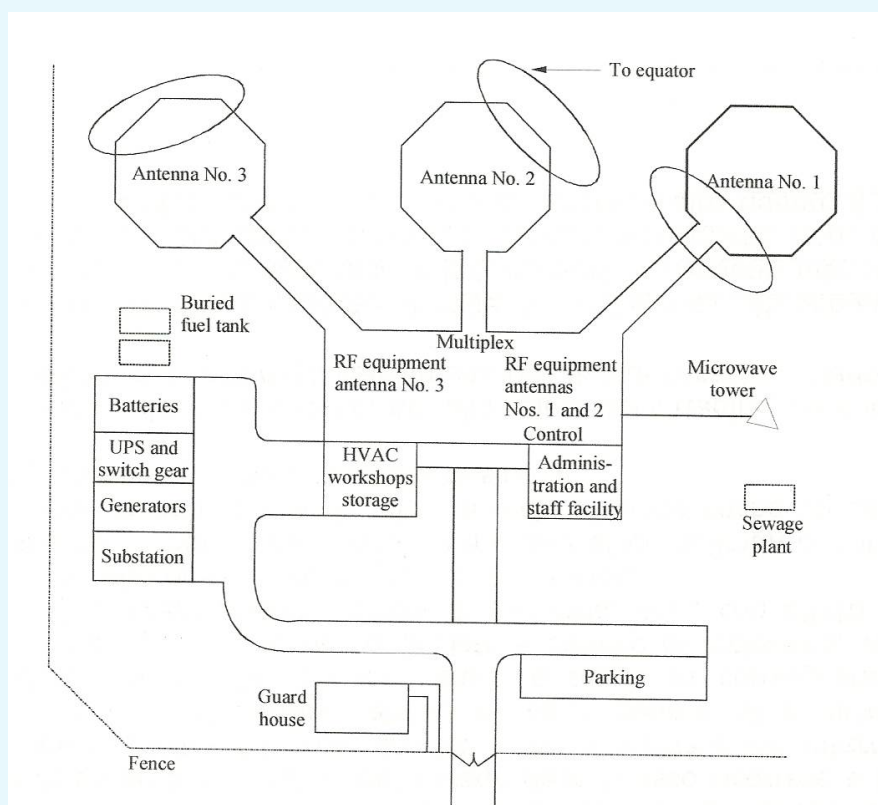 To equator
Antenna No. 3
Antenna No. 2
Antenna No. 1
Buried
fuel tank
Multiplex
RF equipment
antenna No. 3
RF equipment
antennas
Nos. 1 and 2
Control
Microwave
tower
Batteries
UPS and
switch gear
Generators
Substation
HVAC
workshops
storage
Adminis-
tration and
staff facility
Sewage
plant
Parking
Guard
house
Fence